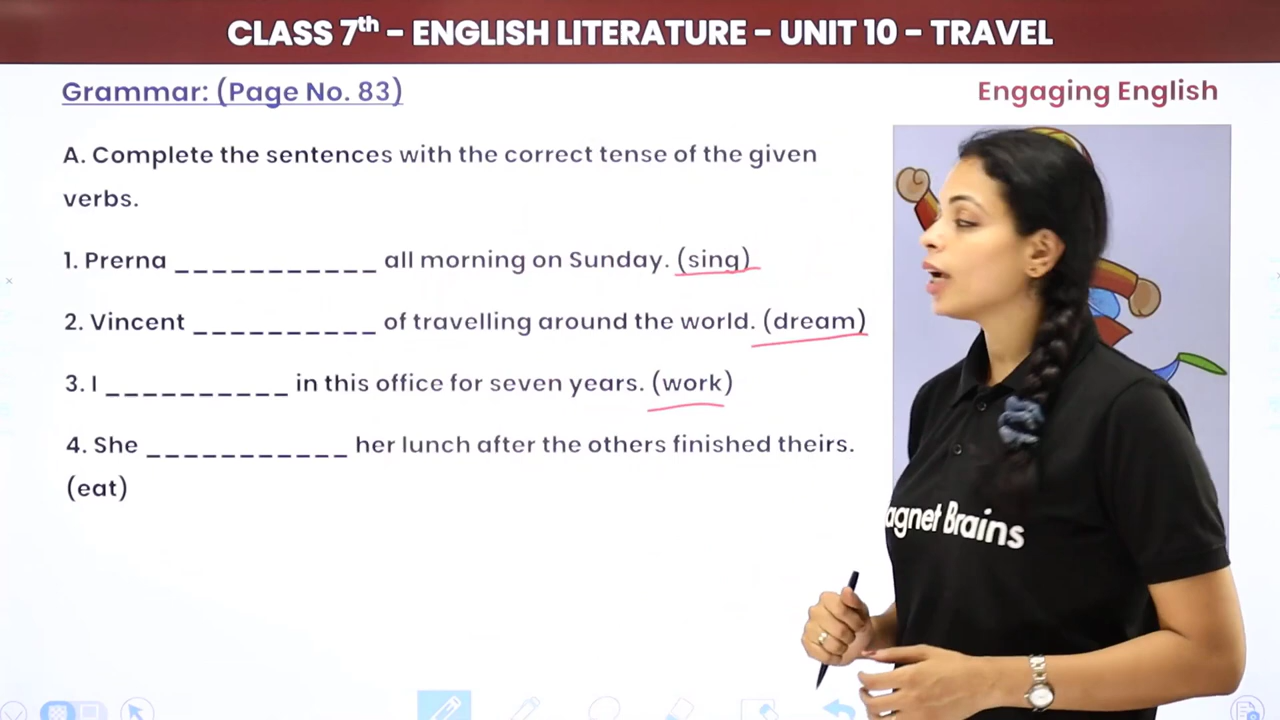 CLASS 7th - ENGLISH LITERATURE - UNIT 10 - TRAVEL
Grammar: (Page No. 83)
Engaging English
A. Complete the sentences with the correct tense of the given
verbs.
1. Prerna ___________ all morning on Sunday. (sing)
2. Vincent __________ of travelling around the world. (dream)
3. I __________ in this office for seven years. (work)
4. She ___________ her lunch after the others finished theirs.
(eat)
agnet Brains